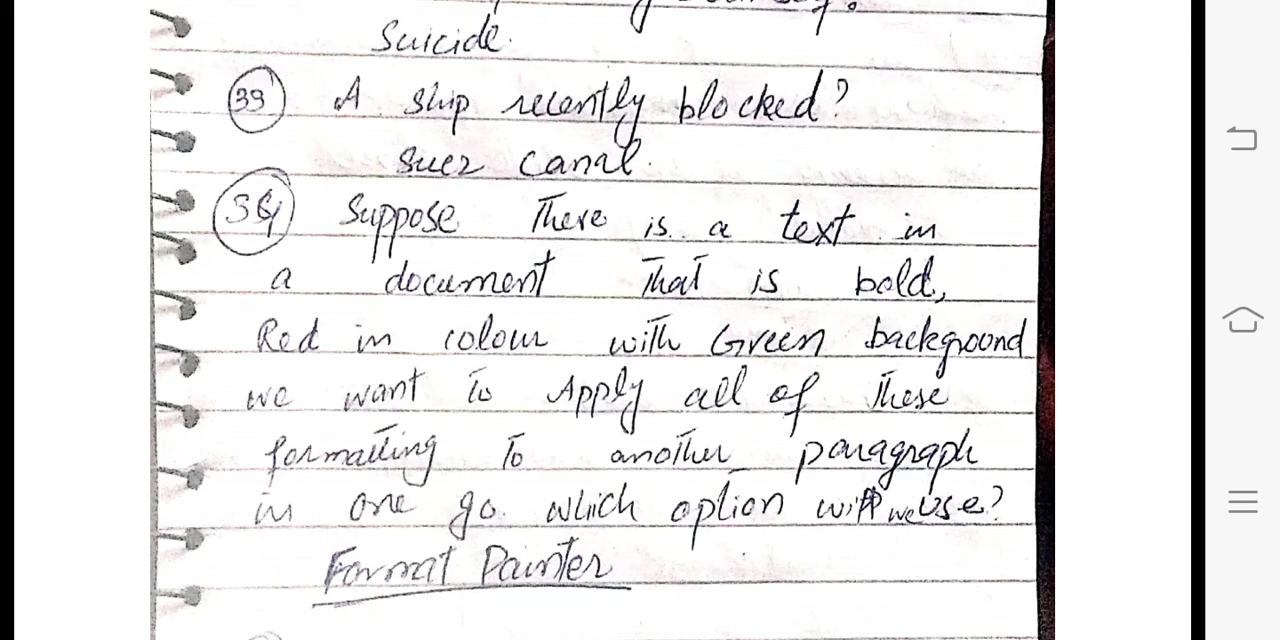 Suicide.
33 A ship recently blocked?
Suez canal.
34 Suppose There is a text in
a document That is bold,
Red in colour with Green background
we want To Apply all of These
formatting To another paragraph
in one go. which option will we Use?
Format Painter